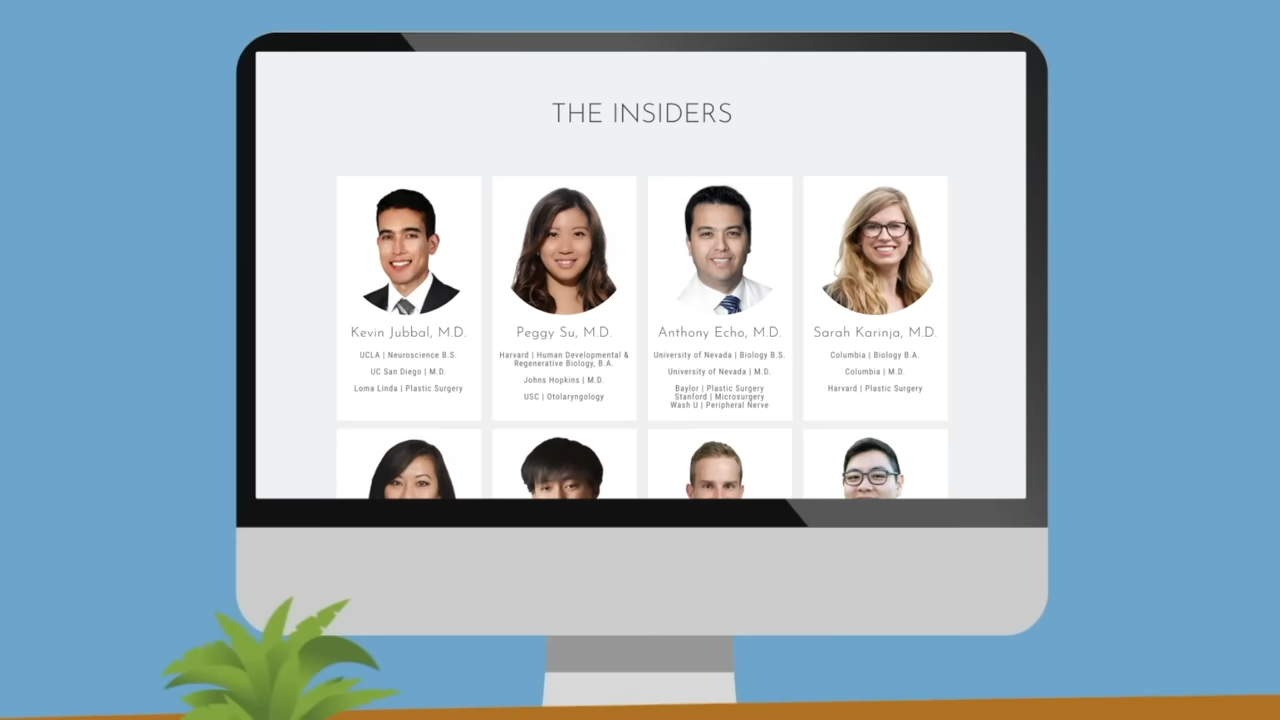 THE INSIDERS
Kevin Jubbal, M.D.
UCLA | Neuroscience B.S.
UC San Diego | M.D.
Loma Linda | Plastic Surgery
Peggy Su, M.D.
Harvard | Human Developmental &
Regenerative Biology, B.A.
Johns Hopkins | M.D.
USC | Otolaryngology
Anthony Echo, M.D.
University of Nevada | Biology B.S.
University of Nevada | M.D.
Baylor | Plastic Surgery
Stanford | Microsurgery
Wash U | Peripheral Nerve
Sarah Karinja, M.D.
Columbia | Biology B.A.
Columbia | M.D.
Harvard | Plastic Surgery